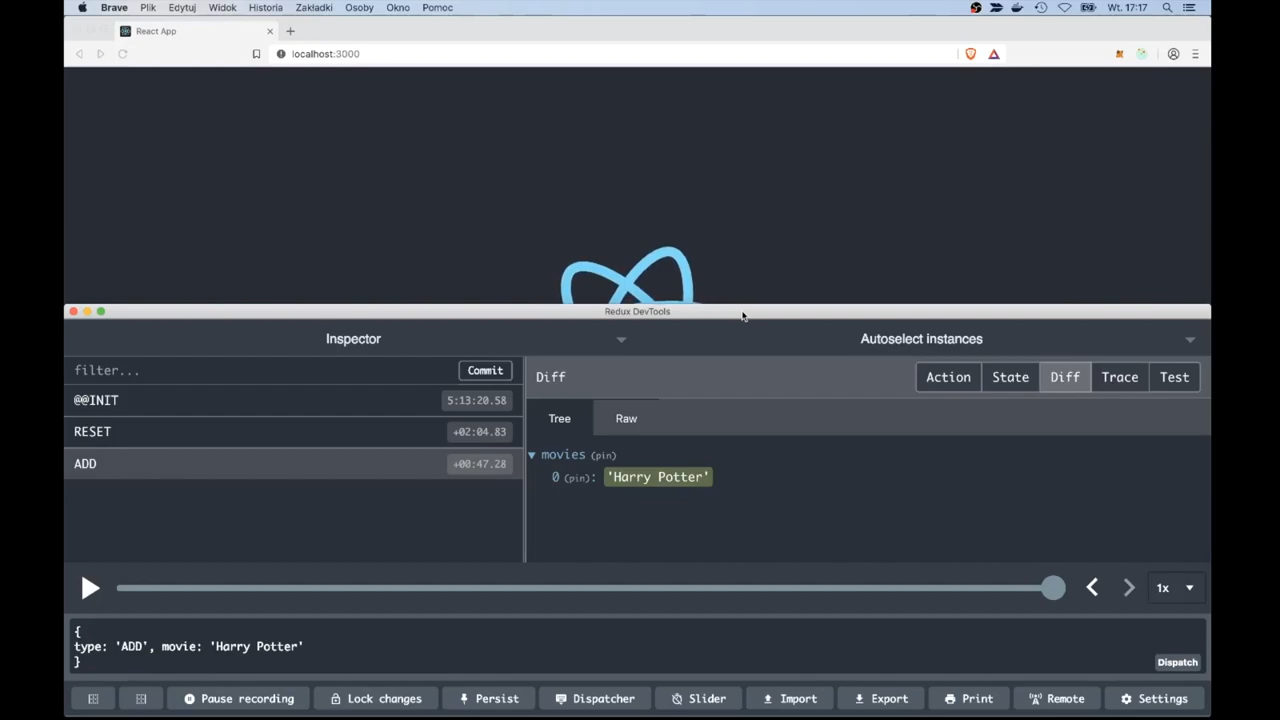 Brave Plik Edytuj Widok Historia Zakładki Osoby Okno Pomoc Wt. 17:17
React App
localhost:3000
Redux DevTools
Inspector Autoselect instances
filter... Commit Diff Action State Diff Trace Test
@@INIT 5:13:20.58
Tree Raw
RESET +02:04.83
movies (pin)
ADD +00:47.28
0 (pin): 'Harry Potter'
1x
{
type: 'ADD', movie: 'Harry Potter'
}
Dispatch
Pause recording Lock changes Persist Dispatcher Slider Import Export Print Remote Settings